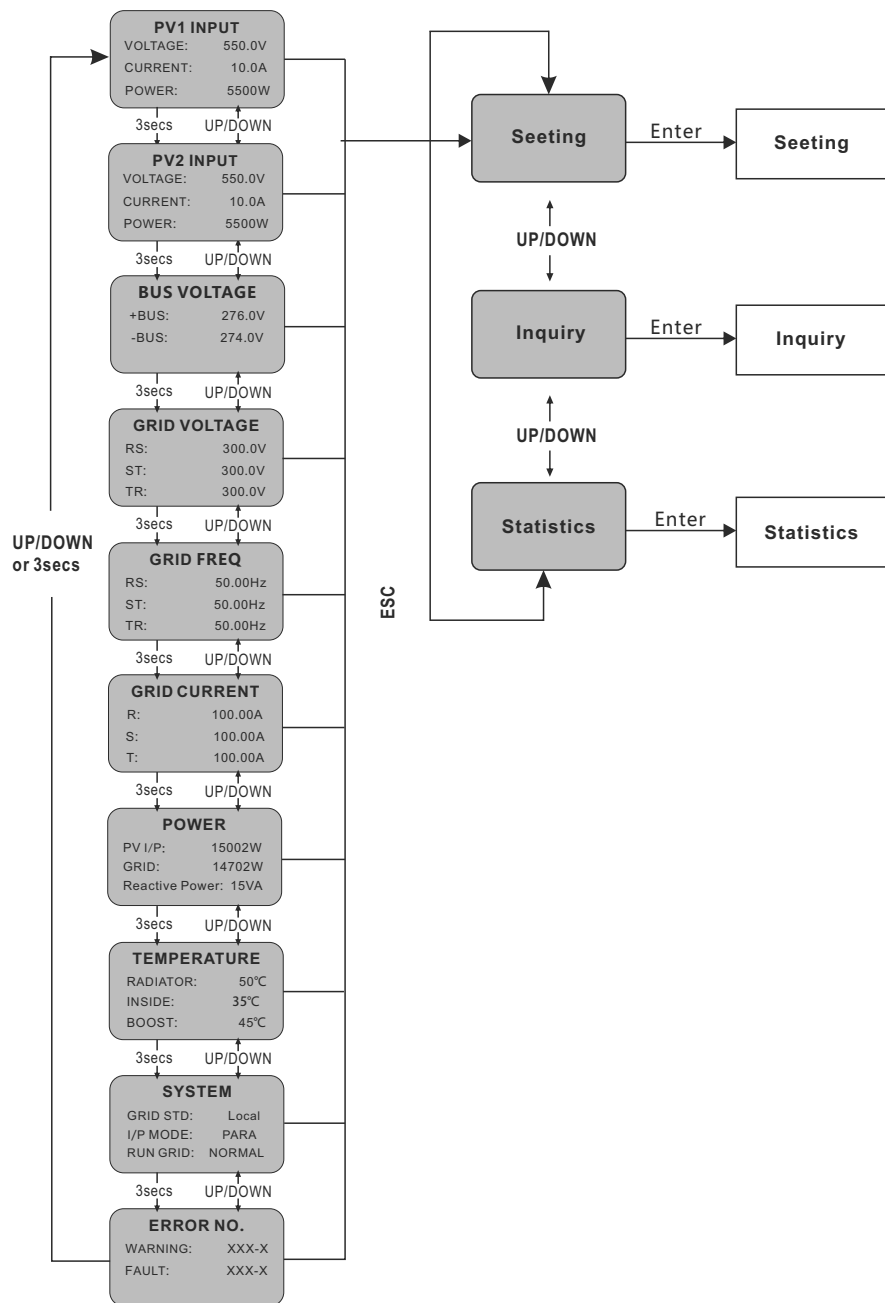 PV1 INPUT
VOLTAGE: 550.0V
CURRENT: 10.0A
POWER: 5500W
3secs UP/DOWN
PV2 INPUT
VOLTAGE: 550.0V
CURRENT: 10.0A
POWER: 5500W
3secs UP/DOWN
BUS VOLTAGE
+BUS: 276.0V
-BUS: 274.0V
3secs UP/DOWN
GRID VOLTAGE
RS: 300.0V
ST: 300.0V
TR: 300.0V
3secs UP/DOWN
GRID FREQ
RS: 50.00Hz
ST: 50.00Hz
TR: 50.00Hz
3secs UP/DOWN
GRID CURRENT
R: 100.00A
S: 100.00A
T: 100.00A
3secs UP/DOWN
POWER
PV I/P: 15002W
GRID: 14702W
Reactive Power: 15VA
3secs UP/DOWN
TEMPERATURE
RADIATOR: 50℃
INSIDE: 35℃
BOOST: 45℃
3secs UP/DOWN
SYSTEM
GRID STD: Local
I/P MODE: PARA
RUN GRID: NORMAL
3secs UP/DOWN
ERROR NO.
WARNING: XXX-X
FAULT: XXX-X
UP/DOWN
or 3secs
ESC
Seeting
Enter
Seeting
UP/DOWN
Inquiry
Enter
Inquiry
UP/DOWN
Statistics
Enter
Statistics